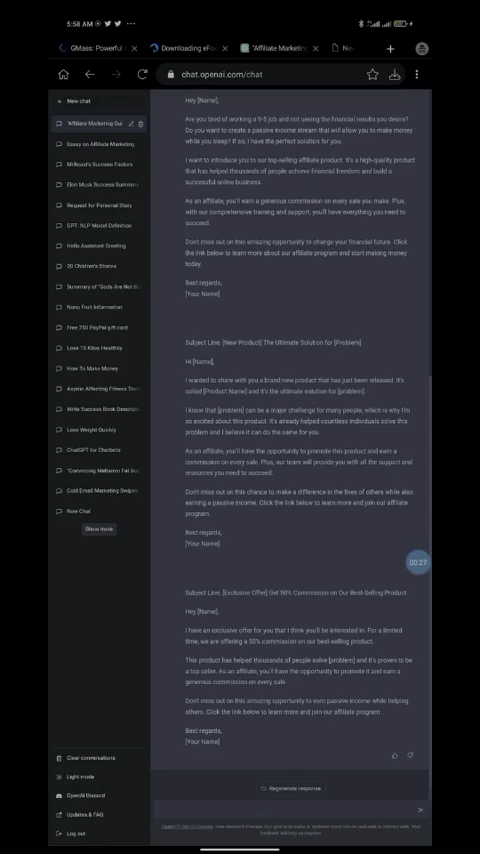 5:58 AM
GMass: Powerful
Downloading eFo
"Affiliate Marketing
Nev
chat.openai.com/chat
New chat
"Affiliate Marketing Gui
Essay on Affiliate Marketing
MrBeast's Success Factors
Elon Musk Success Summary
Request for Personal Story
GPT: NLP Model Definition
Hello Assistant Greeting
20 Children's Stories
Summary of "Gods Are Not B
Nonu Fruit Information
Free 750 PayPal gift card
Lose 15 Kilos Healthily
How To Make Money
Aspirin Affecting Fitness Trac
Write Success Book Descripti
Lose Weight Quickly
ChatGPT for Chatbots
"Convincing Meltamin Fat Bu
Cold Email Marketing Swipes
New Chat
Show more
Clear conversations
Light mode
OpenAI Discord
Updates & FAQ
Log out
Hey [Name],
Are you tired of working a 9-5 job and not seeing the financial results you desire?
Do you want to create a passive income stream that will allow you to make money
while you sleep? If so, I have the perfect solution for you.
I want to introduce you to our top-selling affiliate product. It's a high-quality product
that has helped thousands of people achieve financial freedom and build a
successful online business.
As an affiliate, you'll earn a generous commission on every sale you make. Plus,
with our comprehensive training and support, you'll have everything you need to
succeed.
Don't miss out on this amazing opportunity to change your financial future. Click
the link below to learn more about our affiliate program and start making money
today.
Best regards,
[Your Name]
Subject Line: [New Product] The Ultimate Solution for [Problem]
Hi [Name],
I wanted to share with you a brand new product that has just been released. It's
called [Product Name] and it's the ultimate solution for [problem].
I know that [problem] can be a major challenge for many people, which is why I'm
so excited about this product. It's already helped countless individuals solve this
problem and I believe it can do the same for you.
As an affiliate, you'll have the opportunity to promote this product and earn a
commission on every sale. Plus, our team will provide you with all the support and
resources you need to succeed.
Don't miss out on this chance to make a difference in the lives of others while also
earning a passive income. Click the link below to learn more and join our affiliate
program.
Best regards,
[Your Name]
00:27
Subject Line: [Exclusive Offer] Get 50% Commission on Our Best-Selling Product
Hey [Name],
I have an exclusive offer for you that I think you'll be interested in. For a limited
time, we are offering a 50% commission on our best-selling product.
This product has helped thousands of people solve [problem] and it's proven to be
a top seller. As an affiliate, you'll have the opportunity to promote it and earn a
generous commission on every sale.
Don't miss out on this amazing opportunity to earn passive income while helping
others. Click the link below to learn more and join our affiliate program.
Best regards,
[Your Name]
Regenerate response